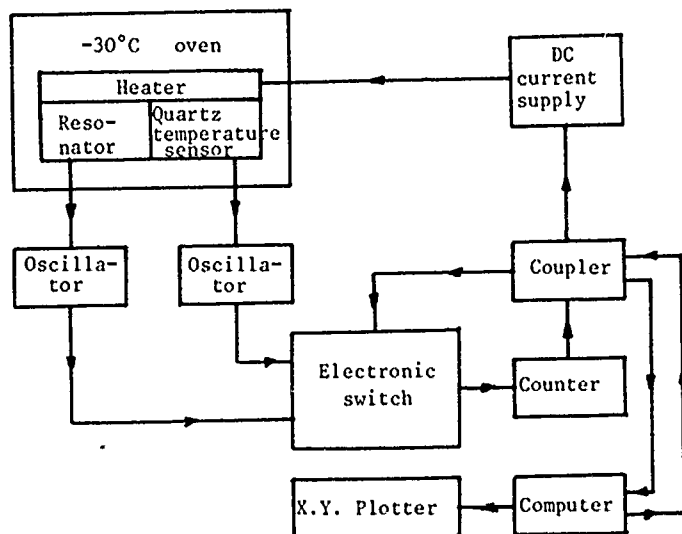 -30°C oven
Heater
Reso-
nator
Quartz
temperature
sensor
DC
current
supply
Oscilla-
tor
Oscilla-
tor
Coupler
Electronic
switch
Counter
X.Y. Plotter
Computer